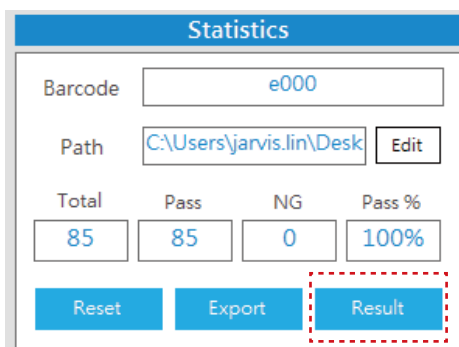 Statistics
Barcode e000
Path C:\Users\jarvis.lin\Desk Edit
Total Pass NG Pass %
85 85 0 100%
Reset Export Result